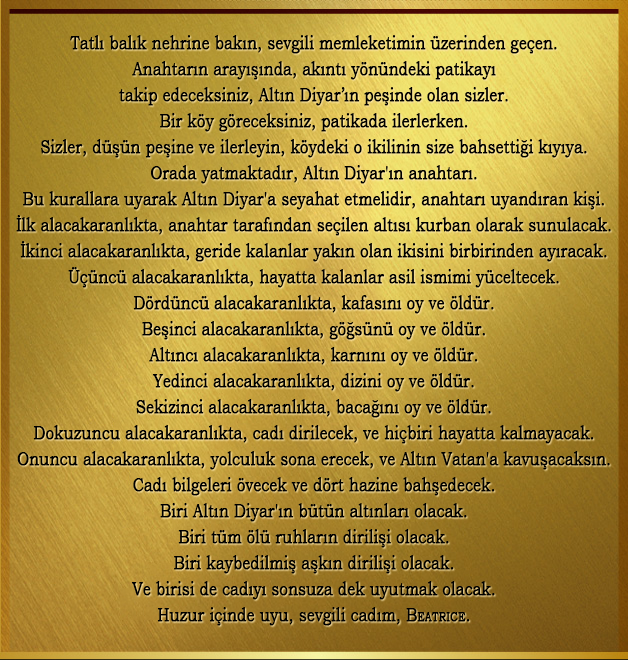 Tatlı balık nehrine bakın, sevgili memleketimin üzerinden geçen.
Anahtarın arayışında, akıntı yönündeki patikayı
takip edeceksiniz, Altın Diyar’ın peşinde olan sizler.
Bir köy göreceksiniz, patikada ilerlerken.
Sizler, düşün peşine ve ilerleyin, köydeki o ikilinin size bahsettiği kıyıya.
Orada yatmaktadır, Altın Diyar'ın anahtarı.
Bu kurallara uyarak Altın Diyar'a seyahat etmelidir, anahtarı uyandıran kişi.
İlk alacakaranlıkta, anahtar tarafından seçilen altısı kurban olarak sunulacak.
İkinci alacakaranlıkta, geride kalanlar yakın olan ikisini birbirinden ayıracak.
Üçüncü alacakaranlıkta, hayatta kalanlar asil ismimi yüceltecek.
Dördüncü alacakaranlıkta, kafasını oy ve öldür.
Beşinci alacakaranlıkta, göğsünü oy ve öldür.
Altıncı alacakaranlıkta, karnını oy ve öldür.
Yedinci alacakaranlıkta, dizini oy ve öldür.
Sekizinci alacakaranlıkta, bacağını oy ve öldür.
Dokuzuncu alacakaranlıkta, cadı dirilecek, ve hiçbiri hayatta kalmayacak.
Onuncu alacakaranlıkta, yolculuk sona erecek, ve Altın Vatan'a kavuşacaksın.
Cadı bilgeleri övecek ve dört hazine bahşedecek.
Biri Altın Diyar'ın bütün altınları olacak.
Biri tüm ölü ruhların dirilişi olacak.
Biri kaybedilmiş aşkın dirilişi olacak.
Ve birisi de cadıyı sonsuza dek uyutmak olacak.
Huzur içinde uyu, sevgili cadım, BEATRICE.